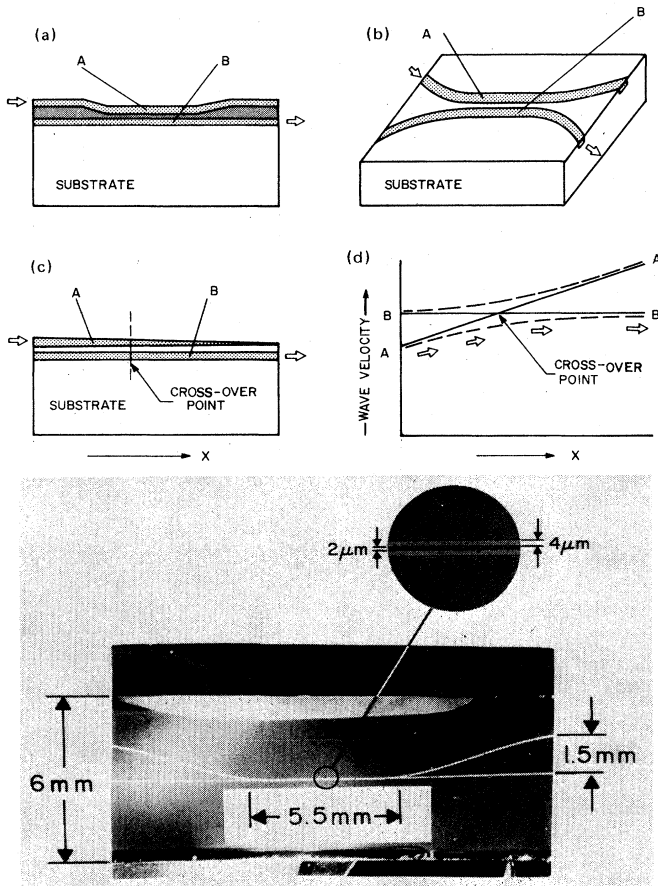 (a)
A
B
SUBSTRATE
(b)
A
B
SUBSTRATE
(c)
A
B
CROSS-OVER
POINT
SUBSTRATE
X
(d)
WAVE VELOCITY
A
B
B
A
CROSS-OVER
POINT
X
2μm
4μm
6mm
1.5mm
5.5mm